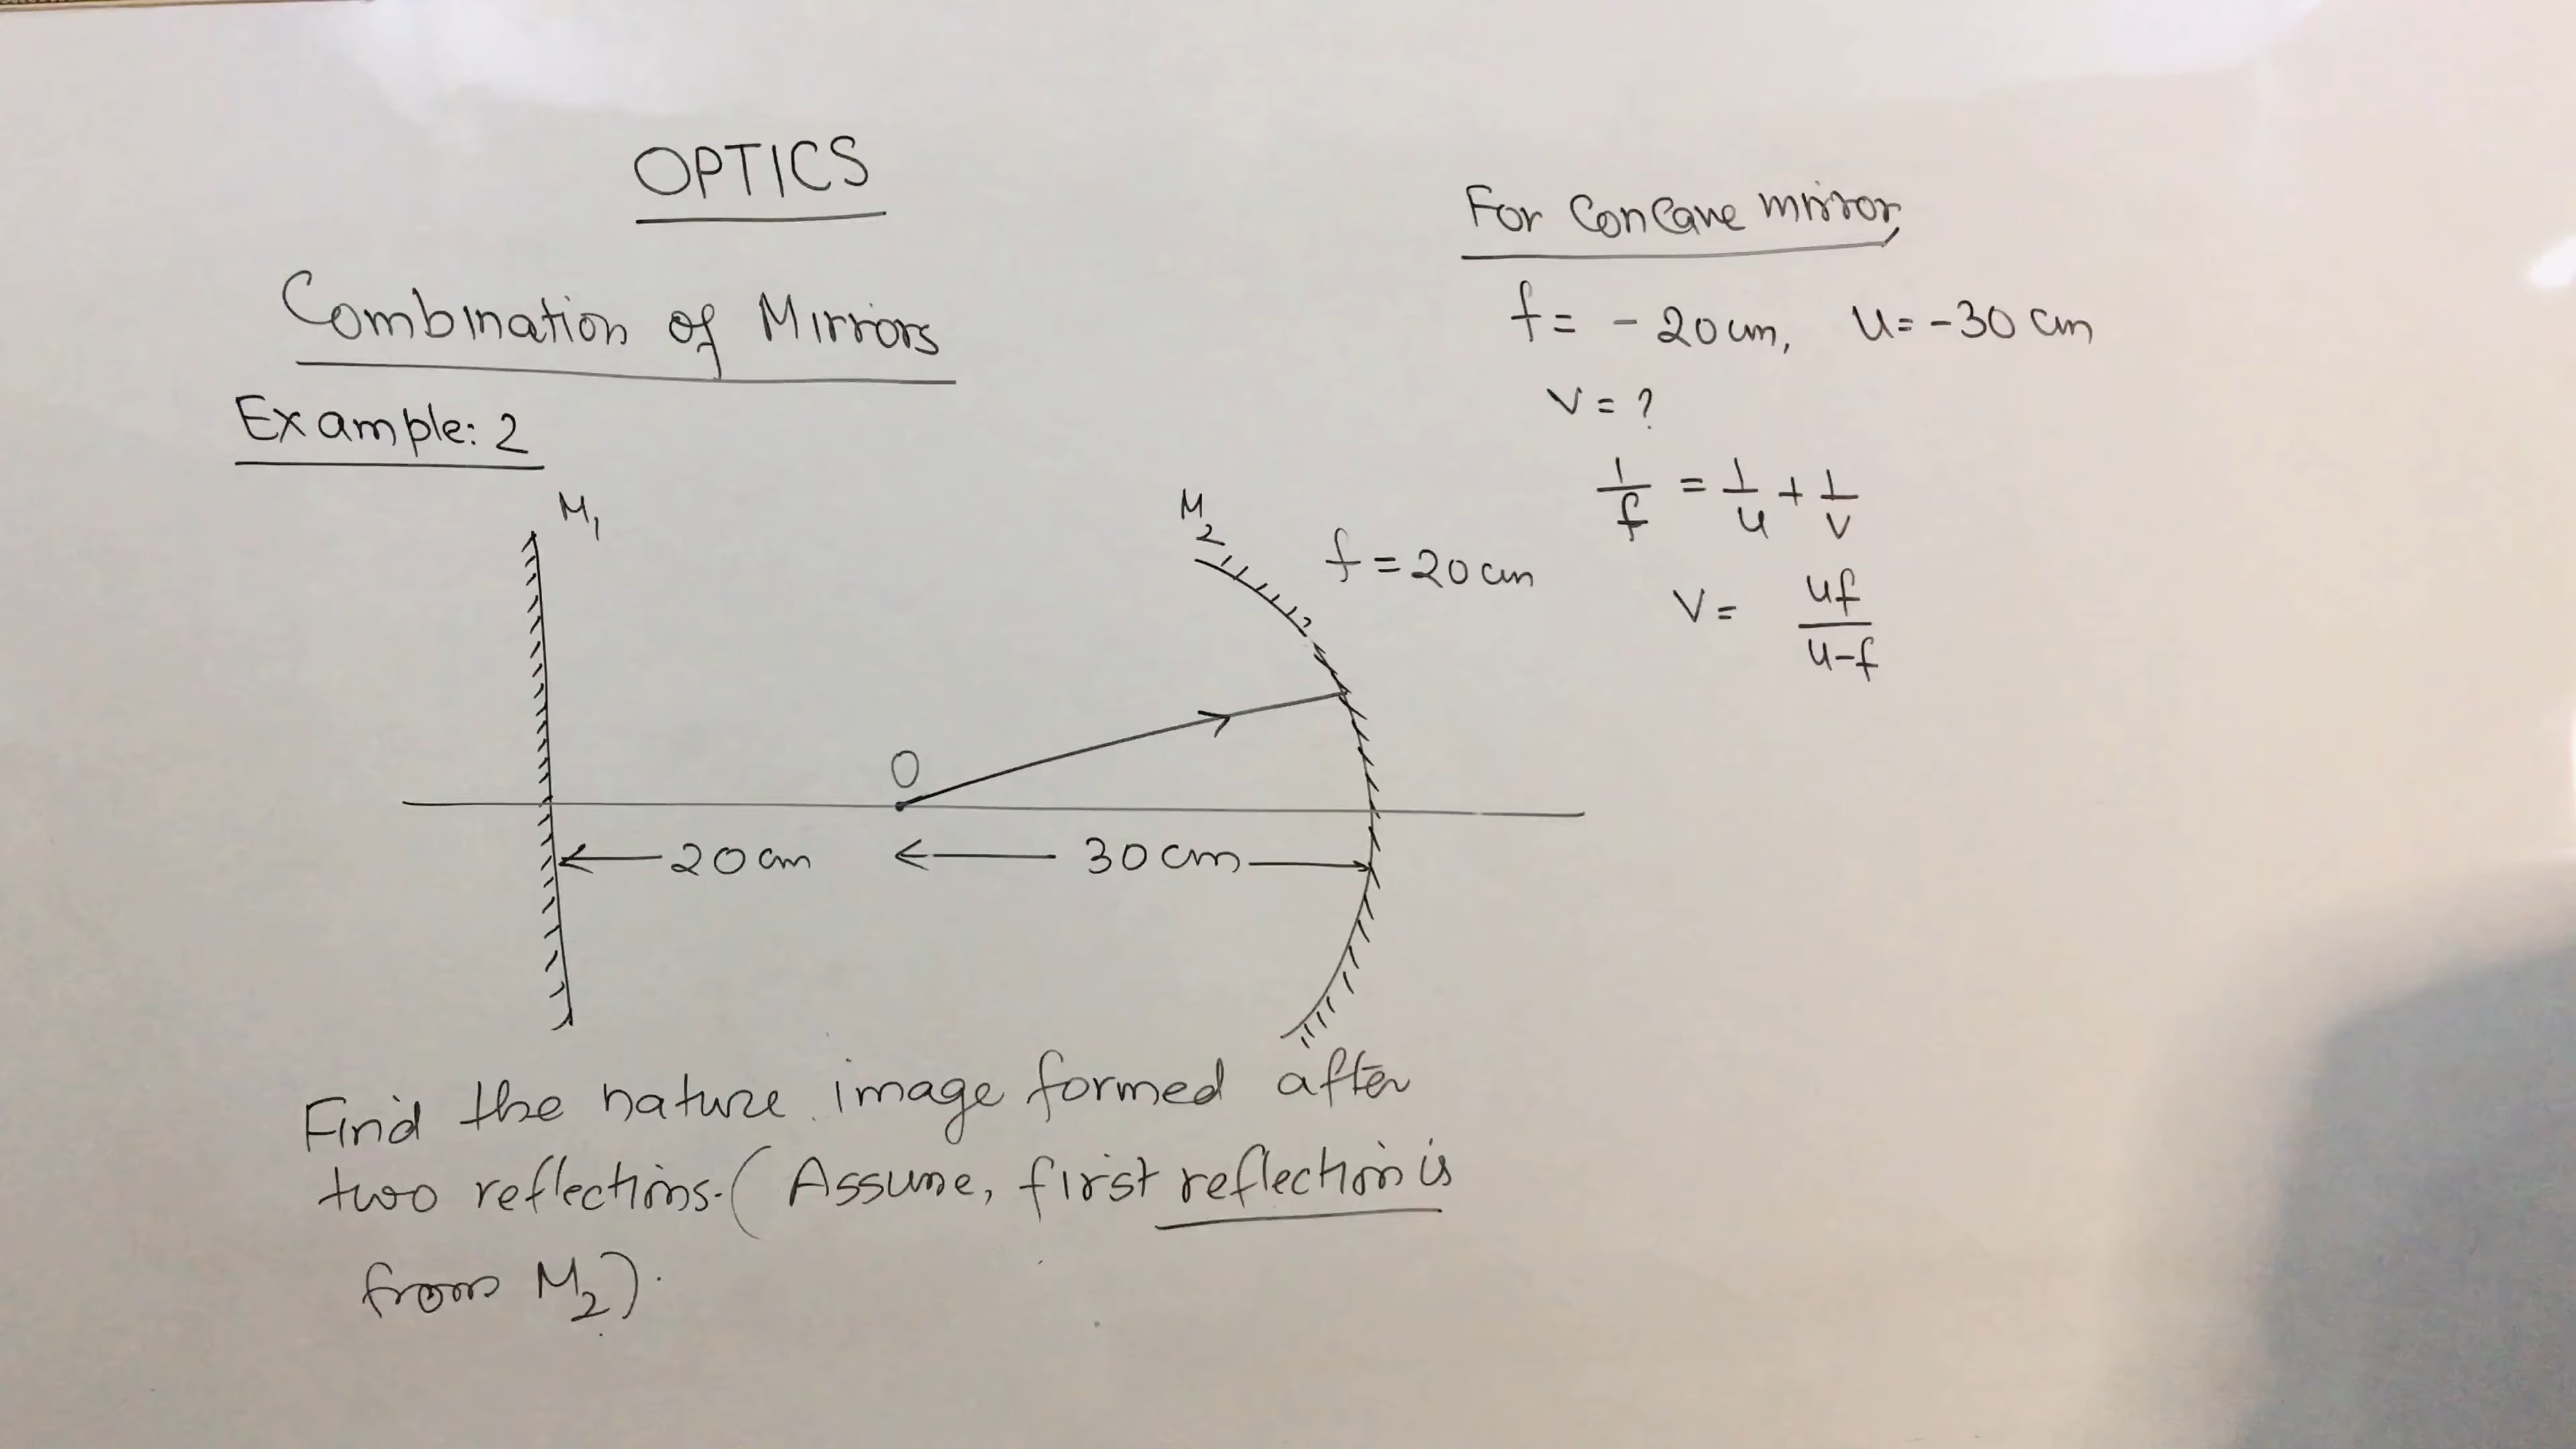 OPTICS
Combination of Mirrors
Example: 2
M₁
M₂
f = 20 cm
O
20 cm
30 cm
Find the nature image formed after
two reflections. (Assume, first reflection is
from M₂).
For Concave mirror,
f = - 20 cm, u = -30 cm
v = ?
1/f = 1/u + 1/v
v = uf/u-f